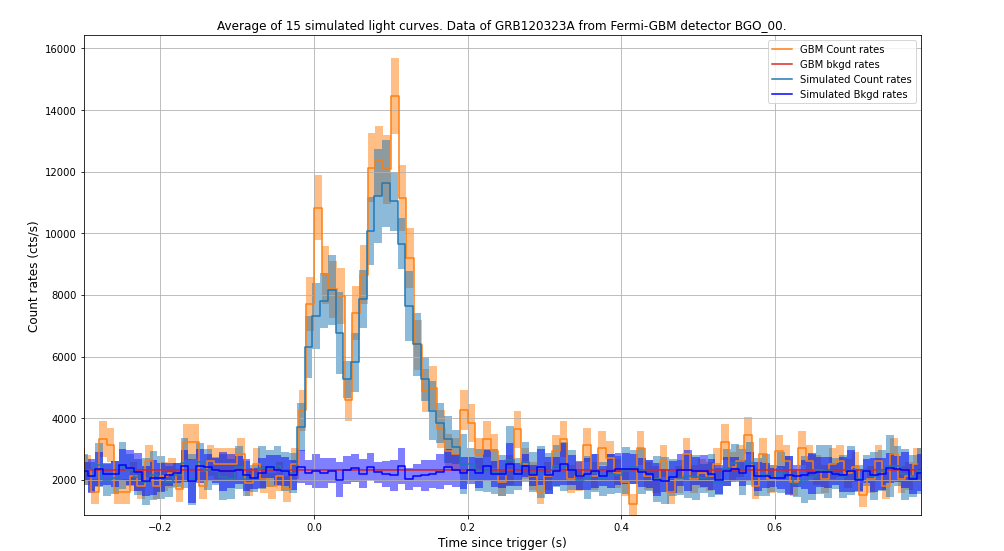 Average of 15 simulated light curves. Data of GRB120323A from Fermi-GBM detector BGO_00.
GBM Count rates
GBM bkgd rates
Simulated Count rates
Simulated Bkgd rates
16000
14000
12000
10000
8000
6000
4000
2000
Count rates (cts/s)
−0.2
0.0
0.2
0.4
0.6
Time since trigger (s)